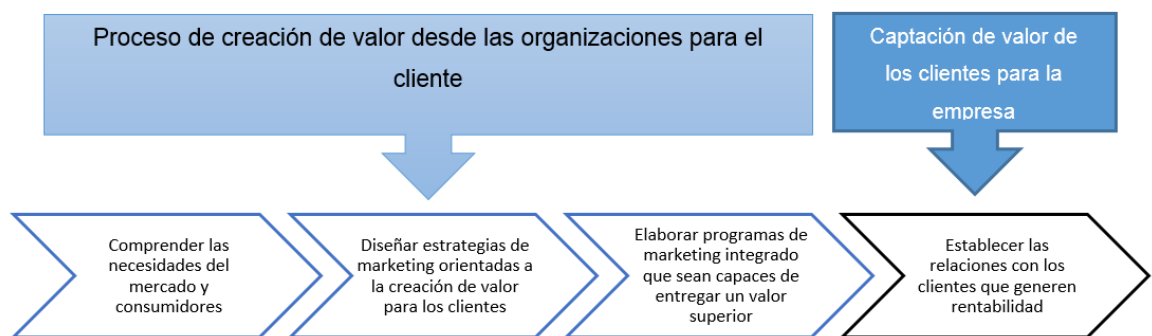 Proceso de creación de valor desde las organizaciones para el
cliente
Captación de valor de
los clientes para la
empresa
Comprender las
necesidades del
mercado y
consumidores
Diseñar estrategias de
marketing orientadas a
la creación de valor
para los clientes
Elaborar programas de
marketing integrado
que sean capaces de
entregar un valor
superior
Establecer las
relaciones con los
clientes que generen
rentabilidad